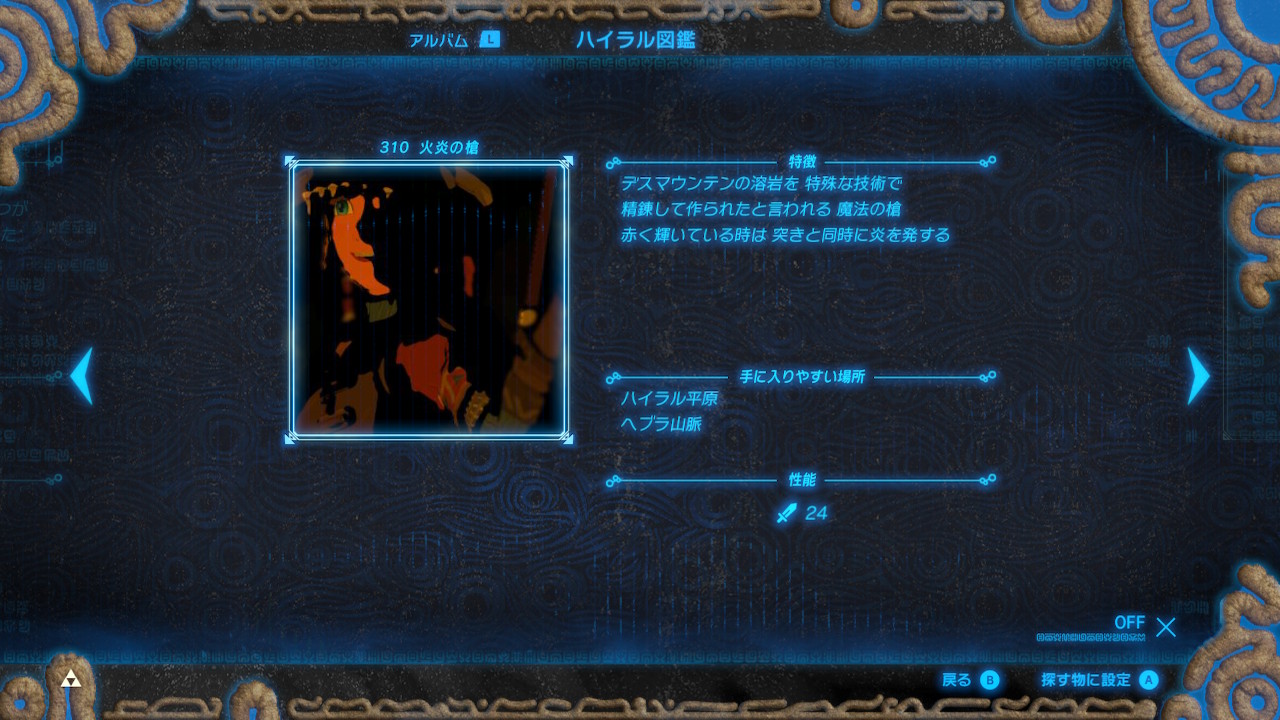 アルバム L
ハイラル図鑑
310 火炎の槍
特徴
デスマウンテンの溶岩を 特殊な技術で
精錬して作られたと言われる 魔法の槍
赤く輝いている時は 突きと同時に炎を発する
手に入りやすい場所
ハイラル平原
ヘブラ山脈
性能
24
OFF
戻る B
探す物に設定 A